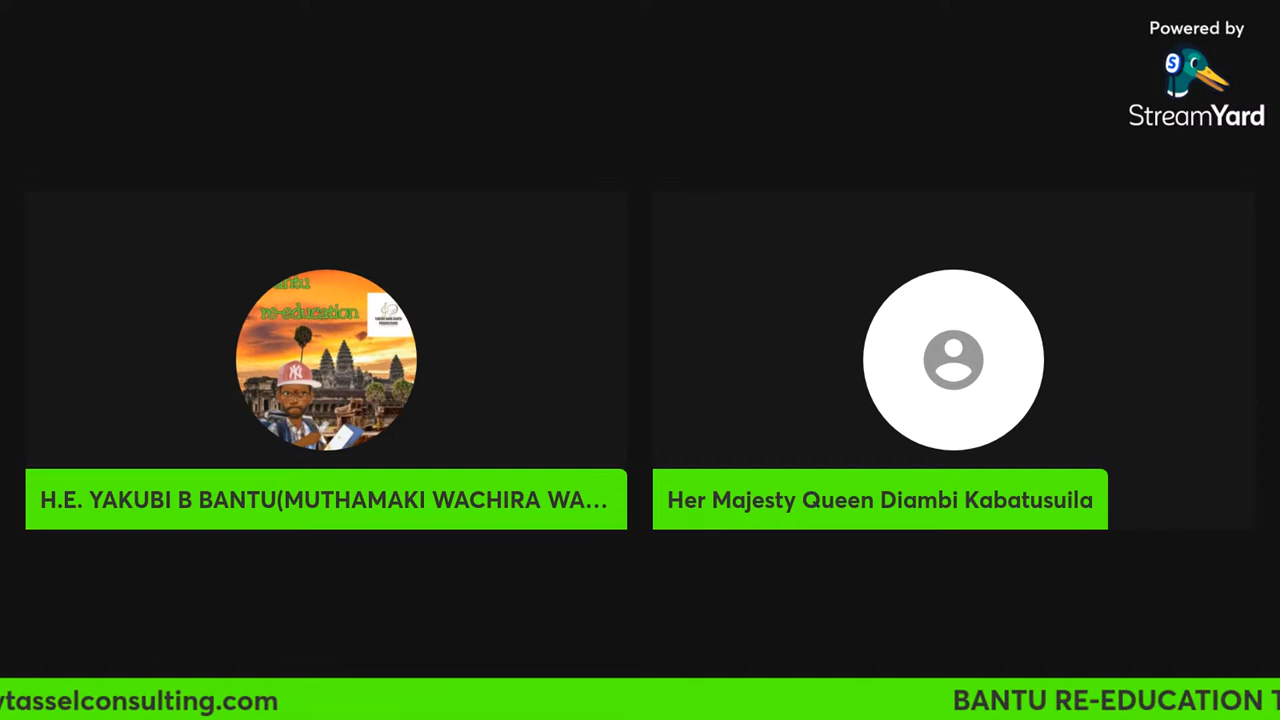 Powered by
StreamYard
re-education
H.E. YAKUBI B BANTU(MUTHAMAKI WACHIRA WA...
Her Majesty Queen Diambi Kabatusuila
tasselconsulting.com
BANTU RE-EDUCATION